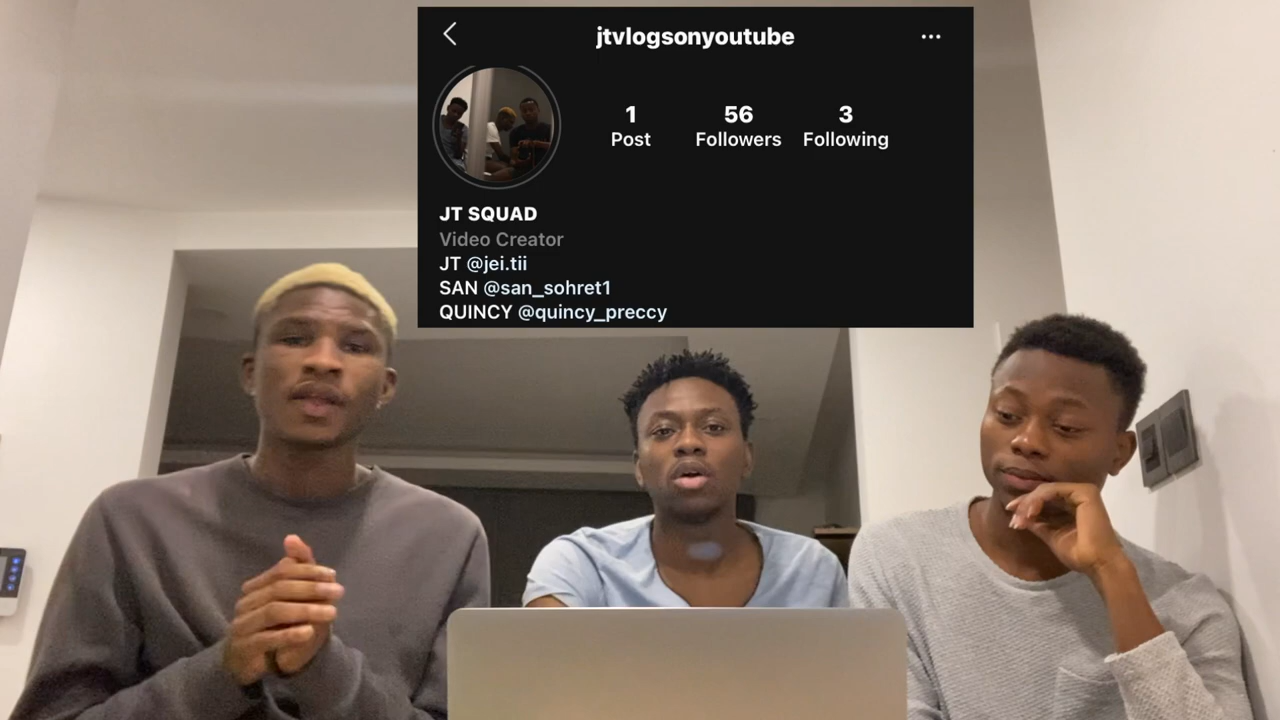 jtvlogsonyoutube
1 56 3
Post Followers Following
JT SQUAD
Video Creator
JT @jei.tii
SAN @san_sohret1
QUINCY @quincy_preccy